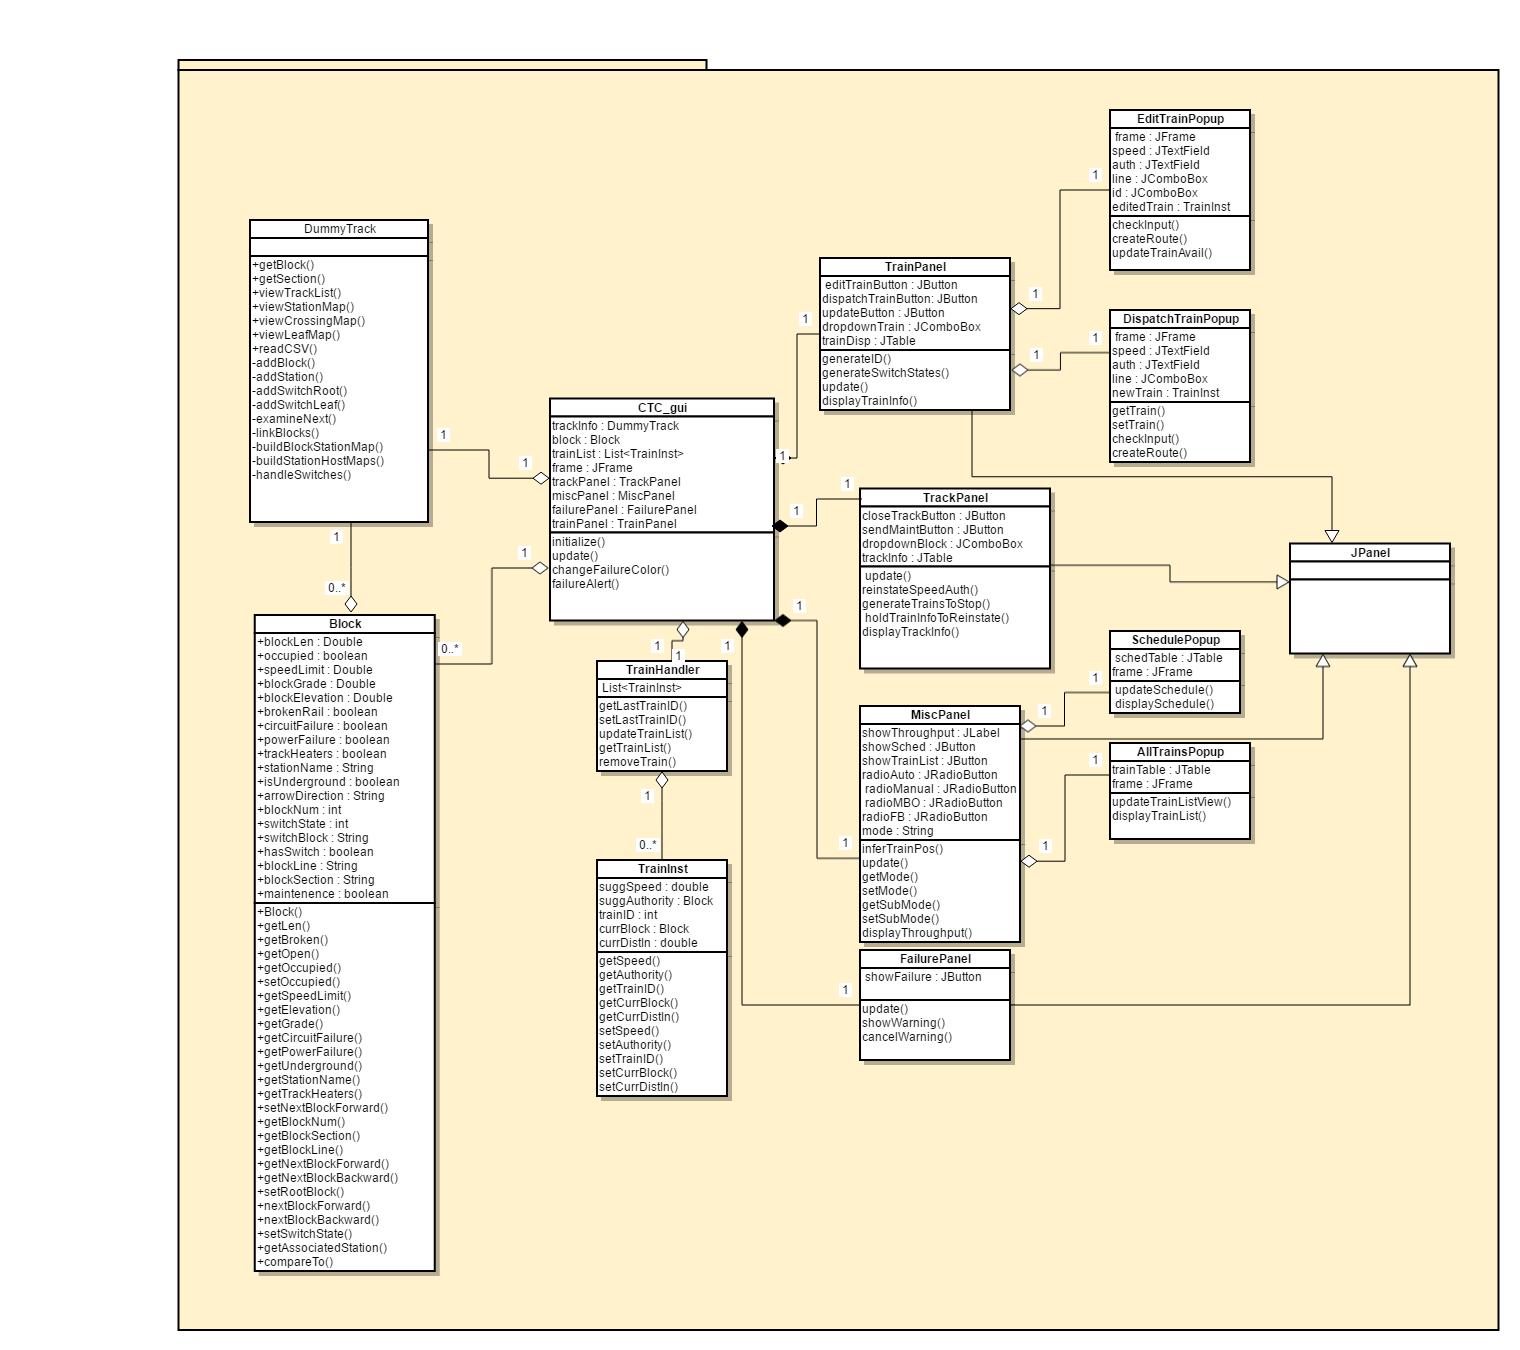 DummyTrack
+getBlock()
+getSection()
+viewTrackList()
+viewStationMap()
+viewCrossingMap()
+viewLeafMap()
+readCSV()
-addBlock()
-addStation()
-addSwitchRoot()
-addSwitchLeaf()
-examineNext()
-linkBlocks()
-buildBlockStationMap()
-buildStationHostMaps()
-handleSwitches()
1
1
1
0..*
1
0..*
Block
+blockLen : Double
+occupied : boolean
+speedLimit : Double
+blockGrade : Double
+blockElevation : Double
+brokenRail : boolean
+circuitFailure : boolean
+powerFailure : boolean
+trackHeaters : boolean
+stationName : String
+isUnderground : boolean
+arrowDirection : String
+blockNum : int
+switchState : int
+switchBlock : String
+hasSwitch : boolean
+blockLine : String
+blockSection : String
+maintenence : boolean
+Block()
+getLen()
+getBroken()
+getOpen()
+getOccupied()
+setOccupied()
+getSpeedLimit()
+getElevation()
+getGrade()
+getCircuitFailure()
+getPowerFailure()
+getUnderground()
+getStationName()
+getTrackHeaters()
+setNextBlockForward()
+getBlockNum()
+getBlockSection()
+getBlockLine()
+getNextBlockForward()
+getNextBlockBackward()
+setRootBlock()
+nextBlockForward()
+nextBlockBackward()
+setSwitchState()
+getAssociatedStation()
+compareTo()
CTC_gui
trackInfo : DummyTrack
block : Block
trainList : List<TrainInst>
frame : JFrame
trackPanel : TrackPanel
miscPanel : MiscPanel
failurePanel : FailurePanel
trainPanel : TrainPanel
initialize()
update()
changeFailureColor()
failureAlert()
1
1
1
1
1
1
1
1
TrainHandler
List<TrainInst>
getLastTrainID()
setLastTrainID()
updateTrainList()
getTrainList()
removeTrain()
1
0..*
TrainInst
suggSpeed : double
suggAuthority : Block
trainID : int
currBlock : Block
currDistIn : double
getSpeed()
getAuthority()
getTrainID()
getCurrBlock()
getCurrDistIn()
setSpeed()
setAuthority()
setTrainID()
setCurrBlock()
setCurrDistIn()
TrainPanel
editTrainButton : JButton
dispatchTrainButton: JButton
updateButton : JButton
dropdownTrain : JComboBox
trainDisp : JTable
generateID()
generateSwitchStates()
update()
displayTrainInfo()
1
1
1
1
EditTrainPopup
frame : JFrame
speed : JTextField
auth : JTextField
line : JComboBox
id : JComboBox
editedTrain : TrainInst
checkInput()
createRoute()
updateTrainAvail()
DispatchTrainPopup
frame : JFrame
speed : JTextField
auth : JTextField
line : JComboBox
newTrain : TrainInst
getTrain()
setTrain()
checkInput()
createRoute()
TrackPanel
closeTrackButton : JButton
sendMaintButton : JButton
dropdownBlock : JComboBox
trackInfo : JTable
update()
reinstateSpeedAuth()
generateTrainsToStop()
holdTrainInfoToReinstate()
displayTrackInfo()
JPanel
MiscPanel
showThroughput : JLabel
showSched : JButton
showTrainList : JButton
radioAuto : JRadioButton
radioManual : JRadioButton
radioMBO : JRadioButton
radioFB : JRadioButton
mode : String
inferTrainPos()
update()
getMode()
setMode()
getSubMode()
setSubMode()
displayThroughput()
1
1
1
1
1
SchedulePopup
schedTable : JTable
frame : JFrame
updateSchedule()
displaySchedule()
AllTrainsPopup
trainTable : JTable
frame : JFrame
updateTrainListView()
displayTrainList()
1
FailurePanel
showFailure : JButton
update()
showWarning()
cancelWarning()